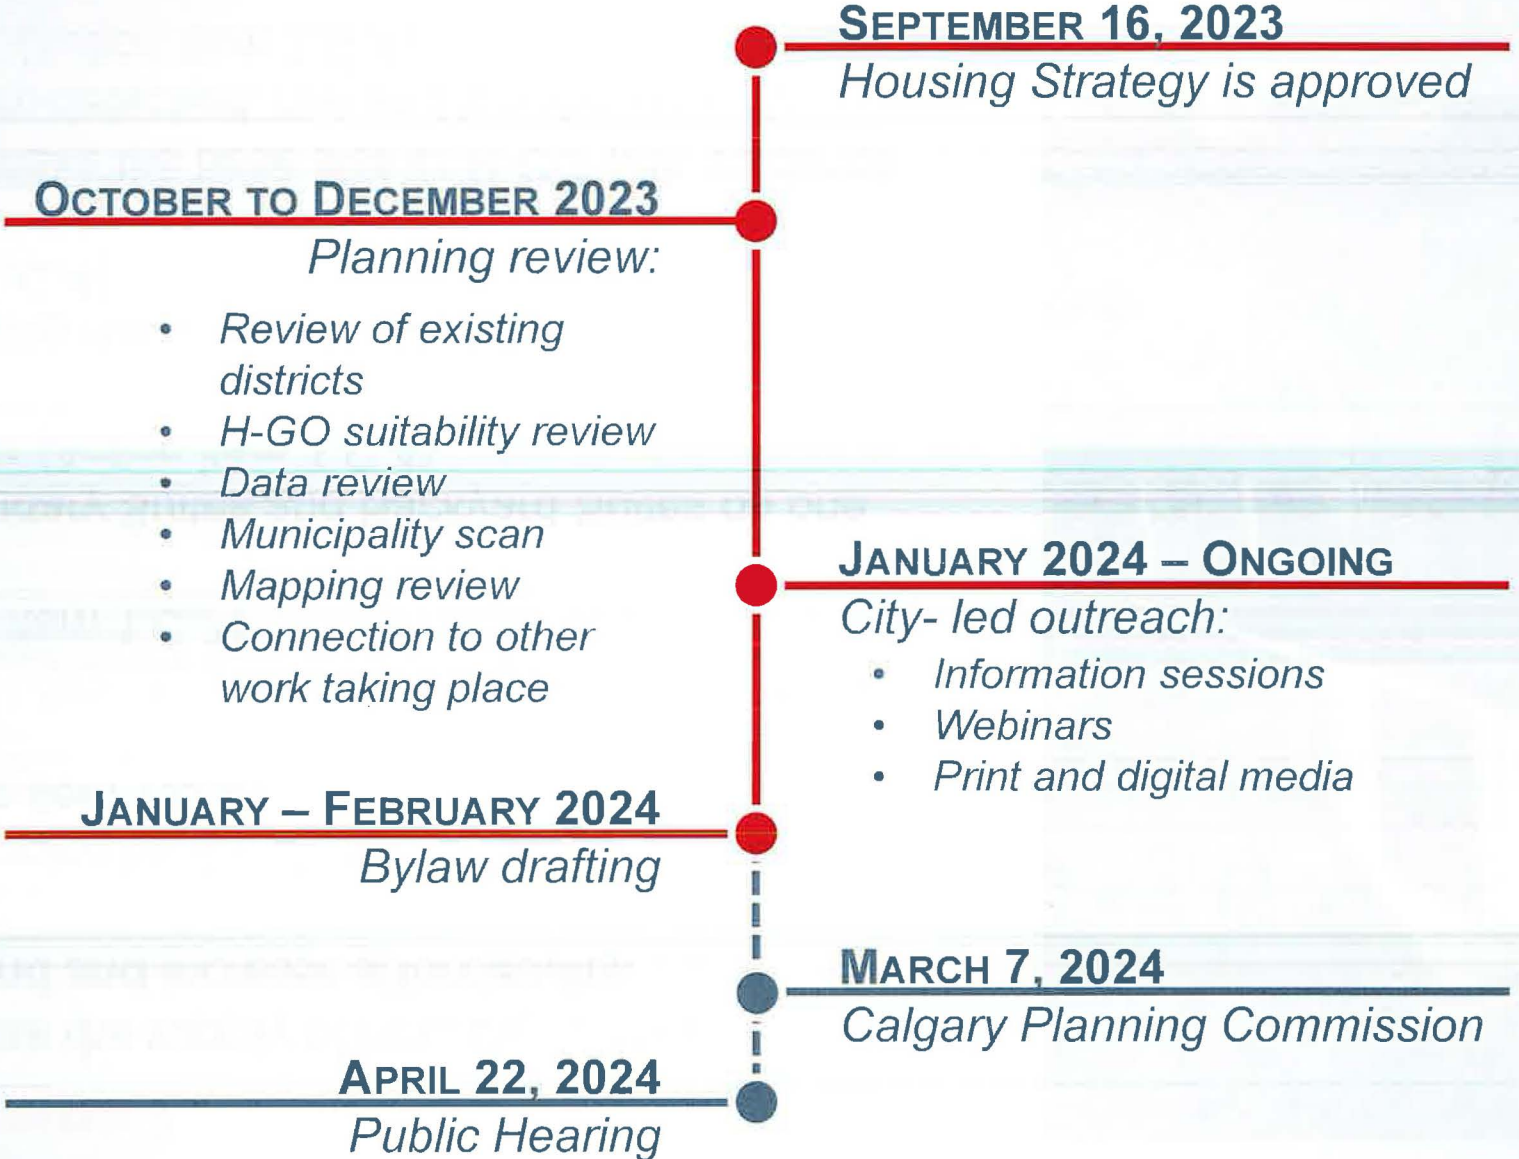 SEPTEMBER 16, 2023
Housing Strategy is approved
OCTOBER TO DECEMBER 2023
Planning review:
• Review of existing
districts
• H-GO suitability review
• Data review
• Municipality scan
• Mapping review
• Connection to other
work taking place
JANUARY 2024 – ONGOING
City- led outreach:
• Information sessions
• Webinars
• Print and digital media
JANUARY – FEBRUARY 2024
Bylaw drafting
MARCH 7, 2024
Calgary Planning Commission
APRIL 22, 2024
Public Hearing